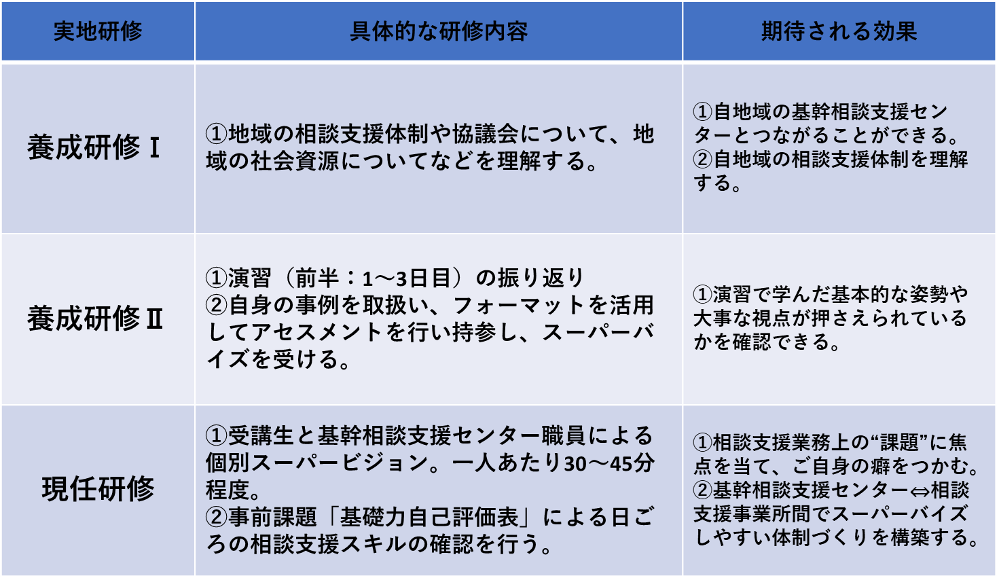 実地研修
具体的な研修内容
期待される効果
養成研修Ⅰ
①地域の相談支援体制や協議会について、地
域の社会資源についてなどを理解する。
①自地域の基幹相談支援セン
ターとつながることができる。
②自地域の相談支援体制を理解
する。
養成研修Ⅱ
①演習（前半：1～3日目）の振り返り
②自身の事例を取扱い、フォーマットを活用
してアセスメントを行い持参し、スーパーバ
イズを受ける。
①演習で学んだ基本的な姿勢や
大事な視点が押さえられている
かを確認できる。
現任研修
①受講生と基幹相談支援センター職員による
個別スーパービジョン。一人あたり30～45分
程度。
②事前課題「基礎力自己評価表」による日ご
ろの相談支援スキルの確認を行う。
①相談支援業務上の“課題”に焦
点を当て、ご自身の癖をつかむ。
②基幹相談支援センター⇔相談
支援事業所間でスーパーバイズ
しやすい体制づくりを構築する。